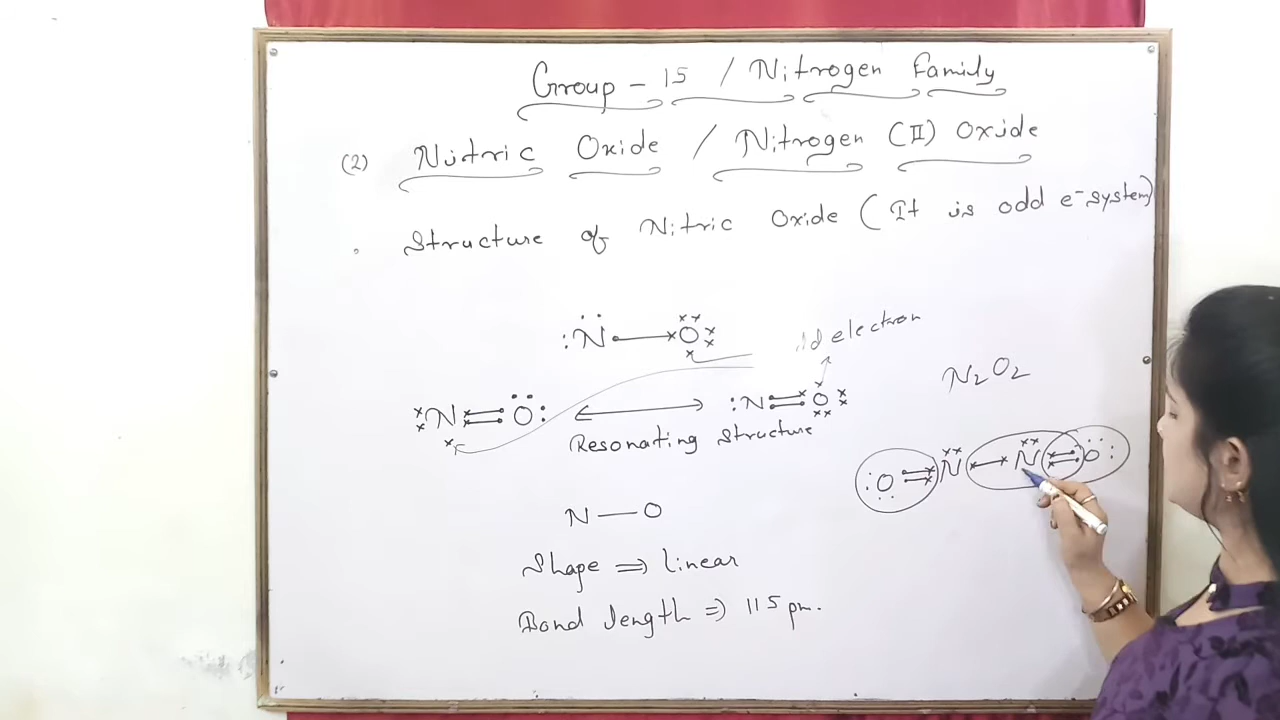 Group - 15 / Nitrogen Family
(2) Nitric Oxide / Nitrogen (II) Oxide
. Structure of Nitric Oxide (It is odd e⁻ system)
:N̈ — O
electron
N = Ö: ⟷ :N = O
Resonating Structure
N₂O₂
:O = N — N = O:
N — O
Shape ⇒ Linear
Bond length ⇒ 115 pm.